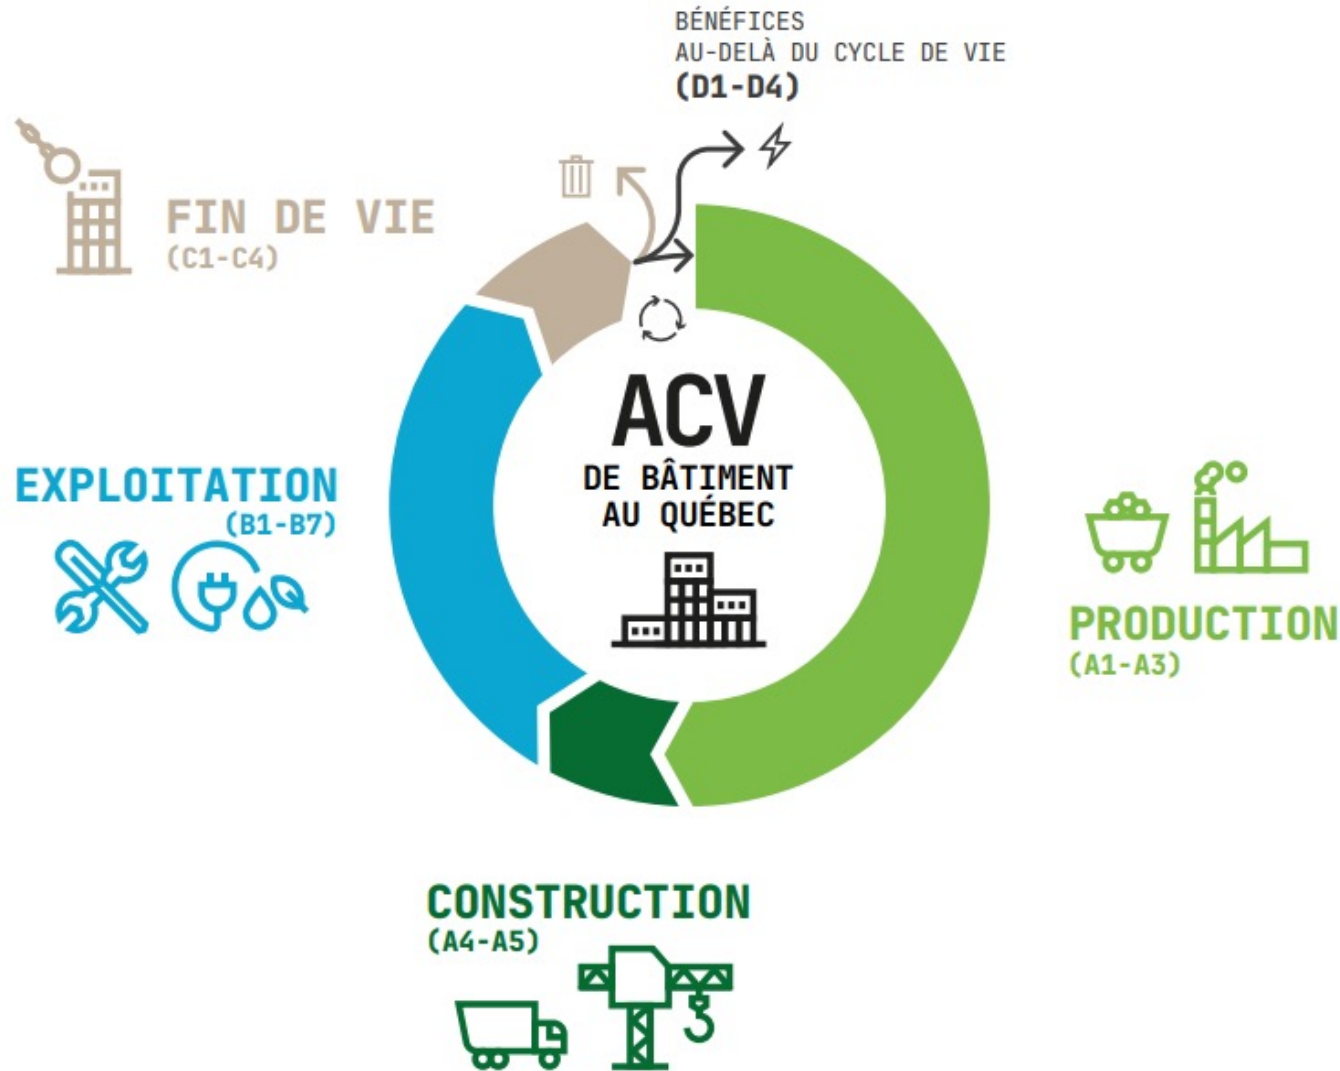 BÉNÉFICES
AU-DELÀ DU CYCLE DE VIE
(D1-D4)
FIN DE VIE
(C1-C4)
ACV
DE BÂTIMENT
AU QUÉBEC
EXPLOITATION
(B1-B7)
PRODUCTION
(A1-A3)
CONSTRUCTION
(A4-A5)